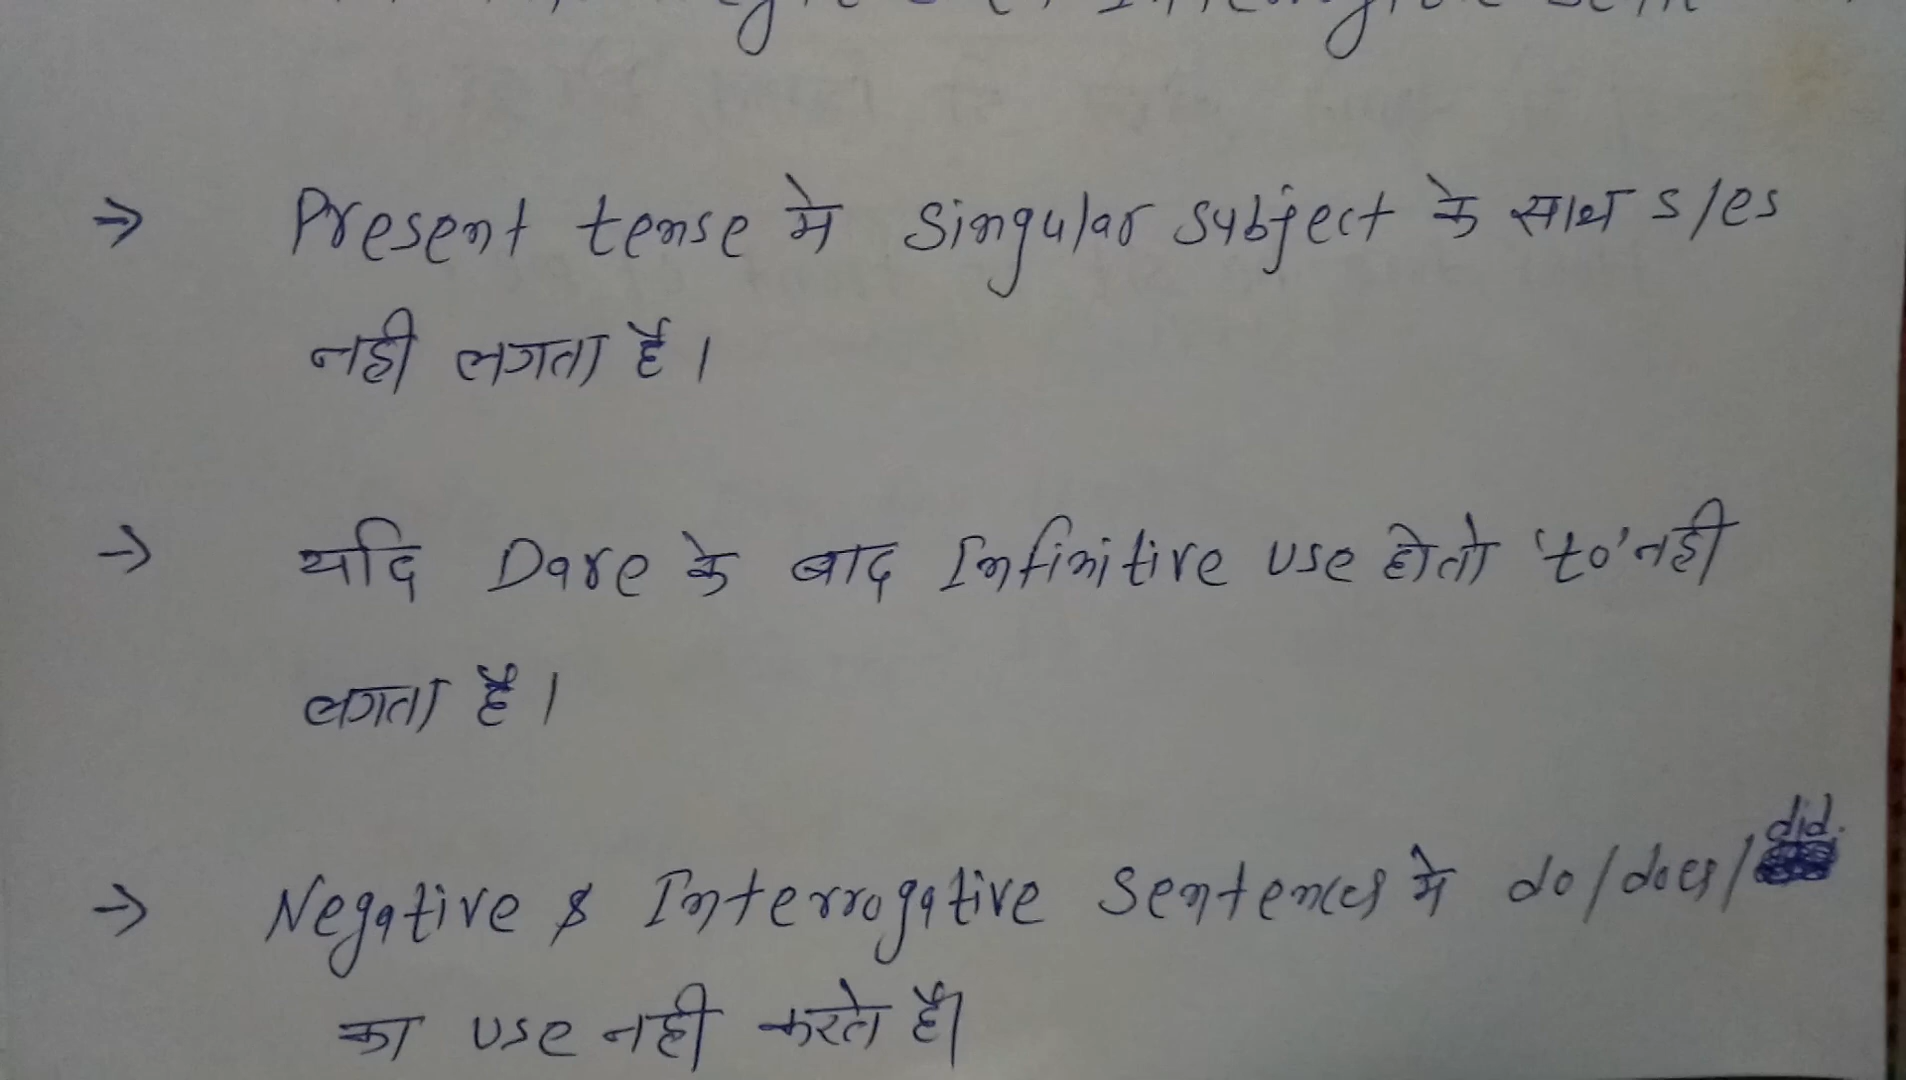 → Present tense मे singular subject के साथ s/es
नही लगता है ।
→ यदि Dare के बाद Infinitive use हो तो 'to' नही
लगता है ।
→ Negative & Interrogative sentences मे do/does/did.
का use नही करते है।